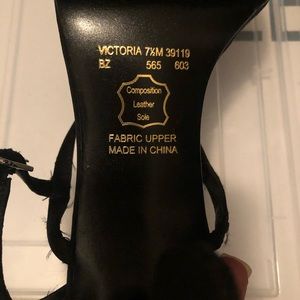 VICTORIA 7½M 39119
BZ 565 603
Composition
Leather
Sole
FABRIC UPPER
MADE IN CHINA